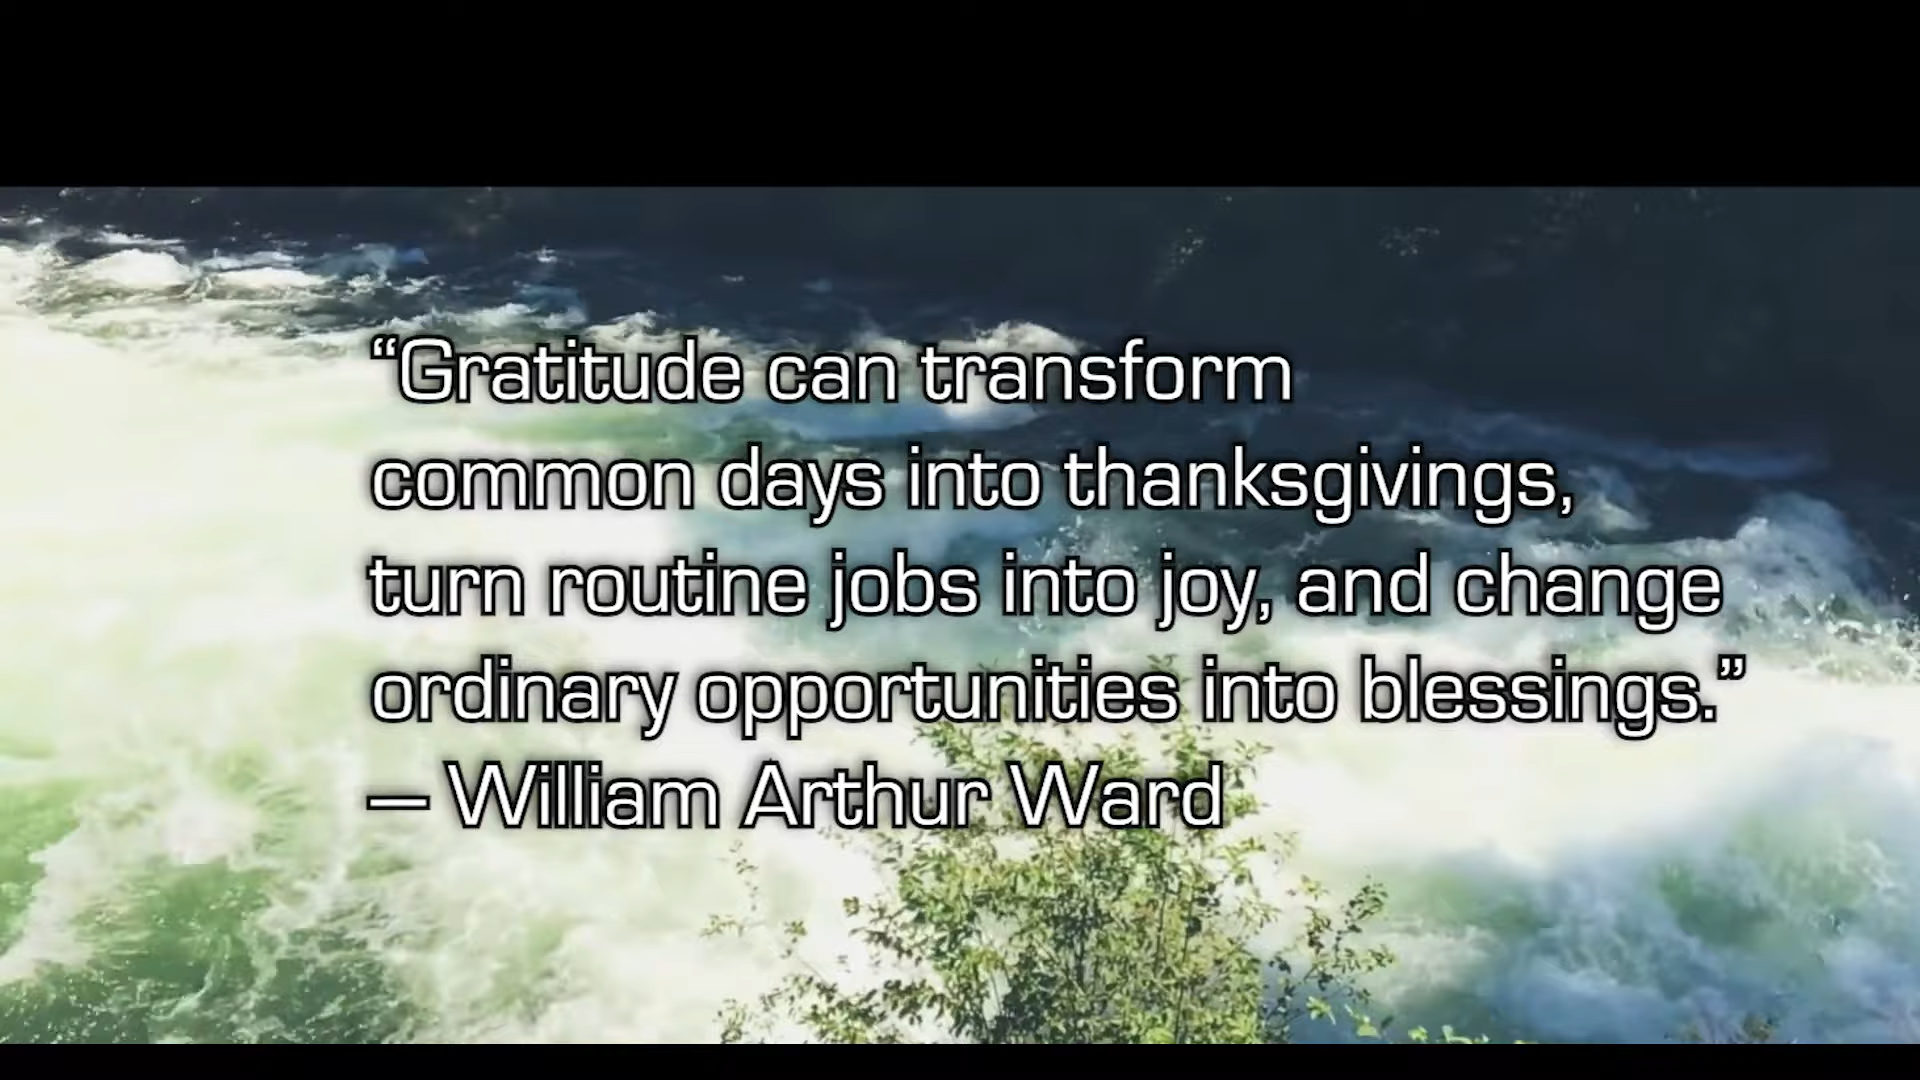 “Gratitude can transform
common days into thanksgivings,
turn routine jobs into joy, and change
ordinary opportunities into blessings.”
— William Arthur Ward